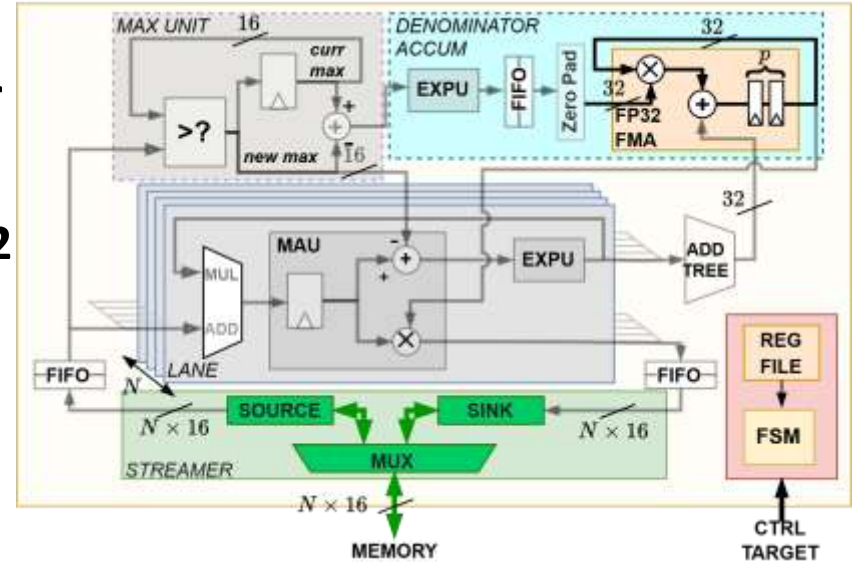 MAX UNIT
16
curr
max
+
>?
+
new max
-
16
DENOMINATOR
ACCUM
EXPU
FIFO
Zero Pad
32
32
×
+
p
FP32
FMA
2
MAU
MUL
ADD
-
+
+
×
EXPU
32
ADD
TREE
LANE
FIFO
N
FIFO
REG
FILE
FSM
N × 16
SOURCE
SINK
N × 16
MUX
STREAMER
N × 16
MEMORY
CTRL
TARGET